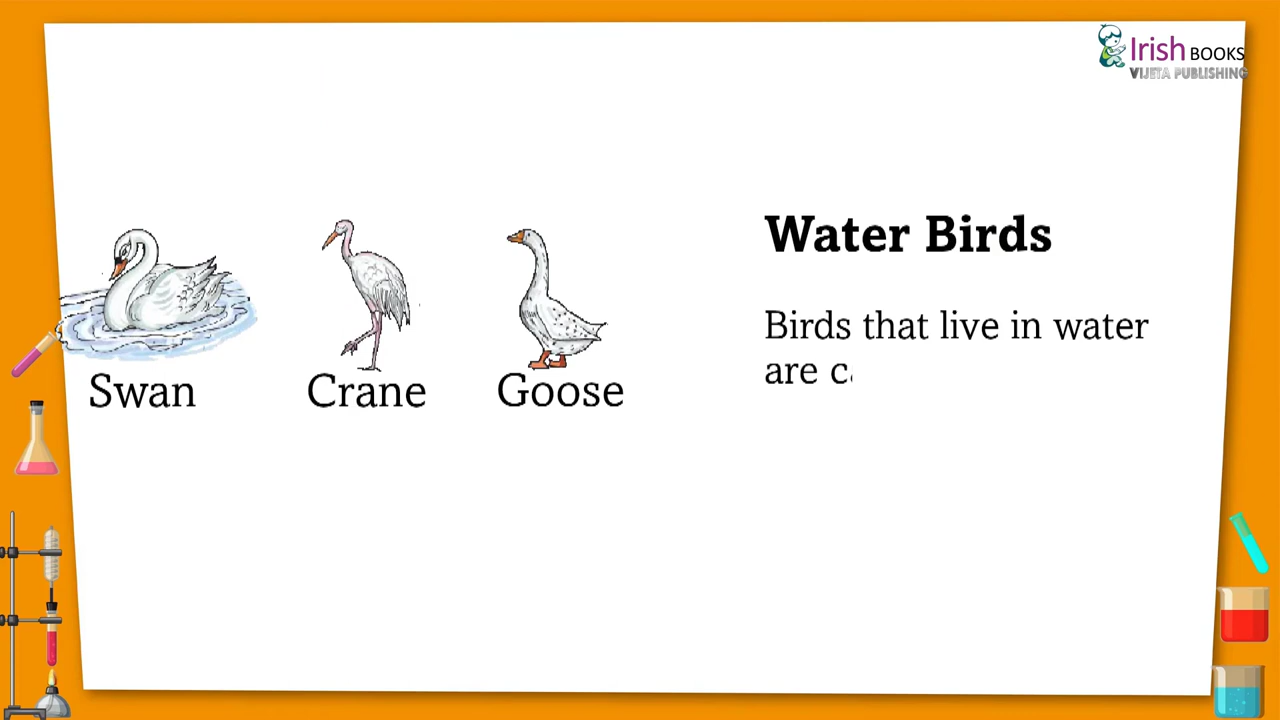 Irish BOOKS
VIJETA PUBLISHING
Water Birds
Birds that live in water
are c
Swan
Crane
Goose